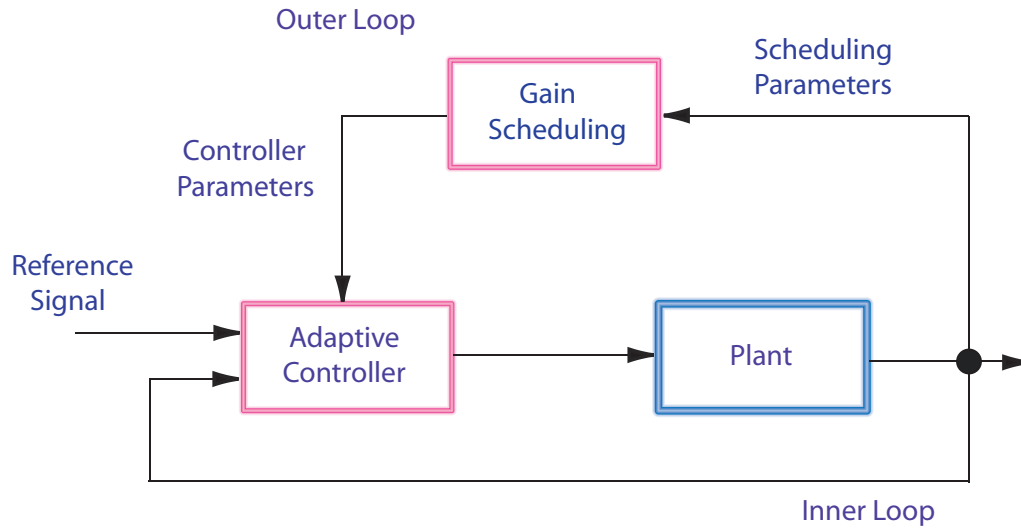 Outer Loop
Scheduling
Parameters
Gain
Scheduling
Controller
Parameters
Reference
Signal
Adaptive
Controller
Plant
Inner Loop